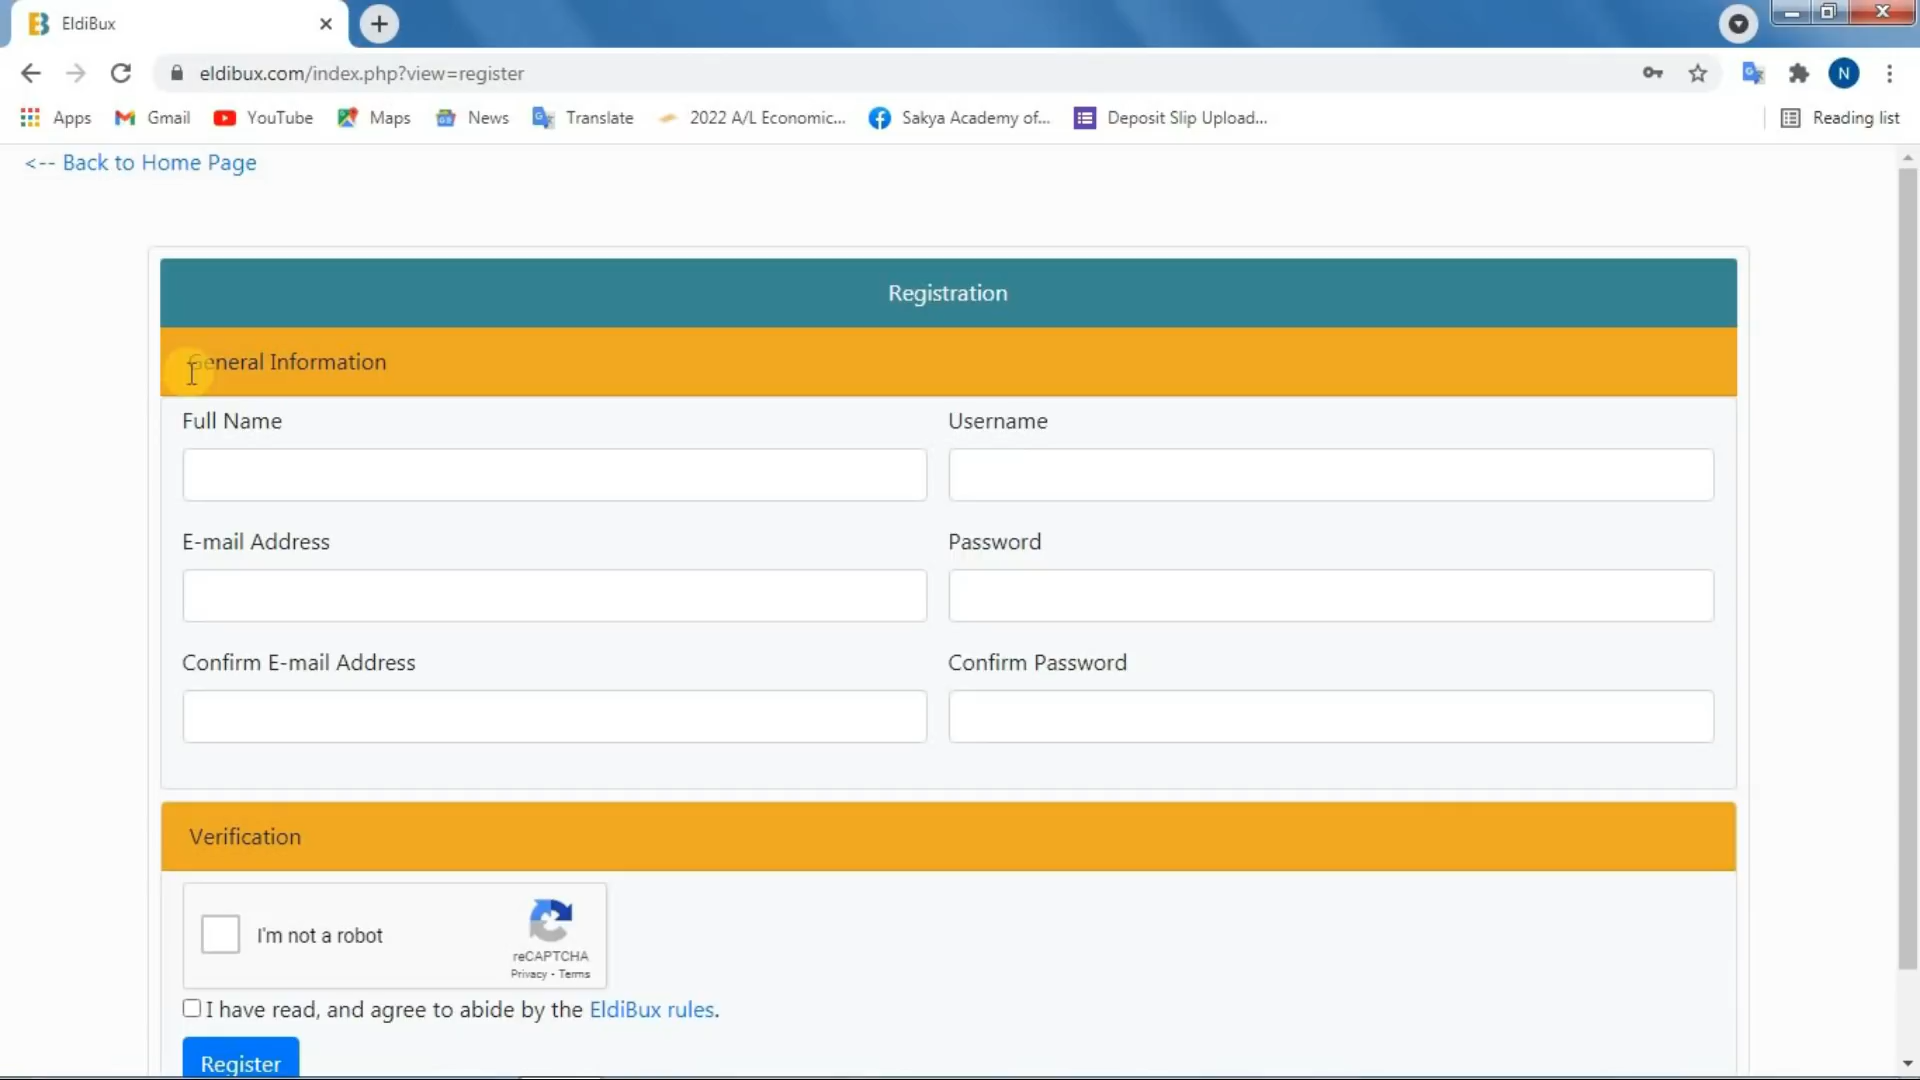 EldiBux
eldibux.com/index.php?view=register
N
Apps Gmail YouTube Maps News Translate 2022 A/L Economic... Sakya Academy of... Deposit Slip Upload... Reading list
<-- Back to Home Page
Registration
General Information
Full Name
Username
E-mail Address
Password
Confirm E-mail Address
Confirm Password
Verification
I'm not a robot
reCAPTCHA
Privacy - Terms
I have read, and agree to abide by the EldiBux rules.
Register